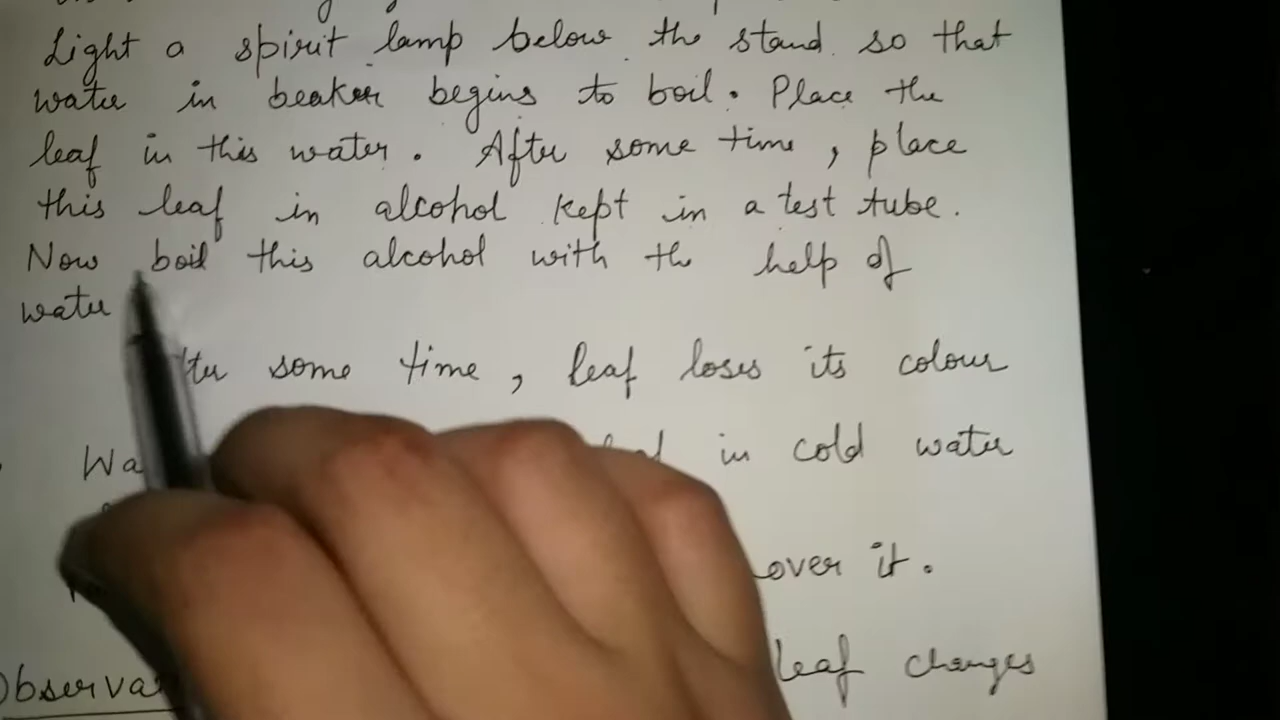 Light a spirit lamp below the stand so that
water in beaker begins to boil. Place the
leaf in this water. After some time, place
this leaf in alcohol kept in a test tube.
Now boil this alcohol with the help of
water
some time, leaf loses its colour
in cold water
over it.
leaf changes